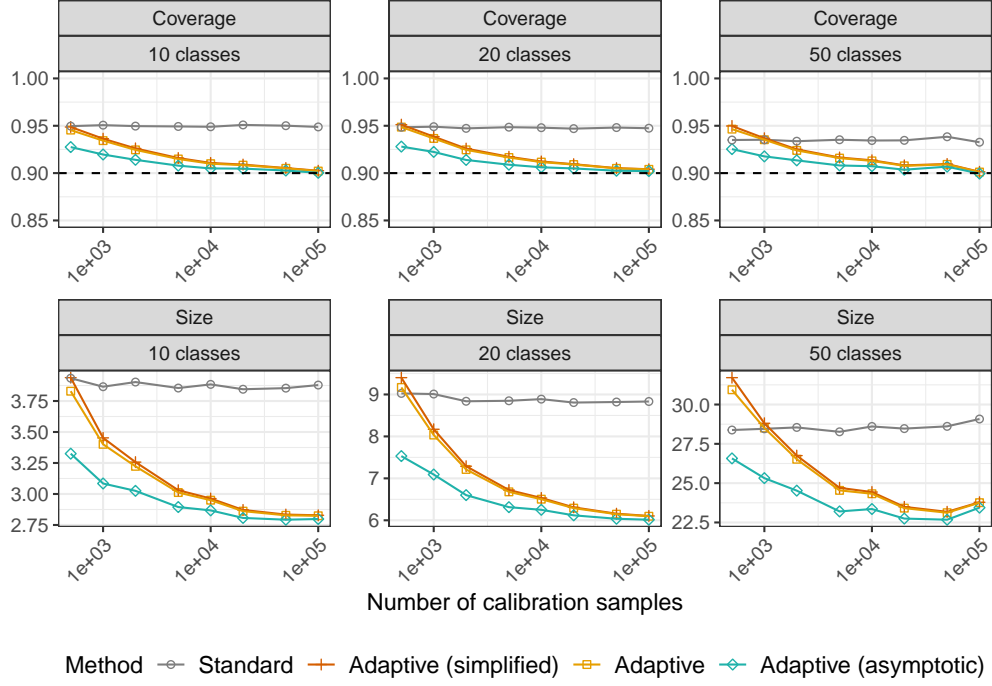 Coverage Coverage Coverage
10 classes 20 classes 50 classes
1.00 1.00 1.00
0.95 0.95 0.95
0.90 0.90 0.90
0.85 0.85 0.85
1e+03 1e+04 1e+05 1e+03 1e+04 1e+05 1e+03 1e+04 1e+05
Size Size Size
10 classes 20 classes 50 classes
3.75 9 30.0
3.50 8 27.5
3.25 7 25.0
3.00 6 22.5
2.75
1e+03 1e+04 1e+05 1e+03 1e+04 1e+05 1e+03 1e+04 1e+05
Number of calibration samples
Method Standard Adaptive (simplified) Adaptive Adaptive (asymptotic)